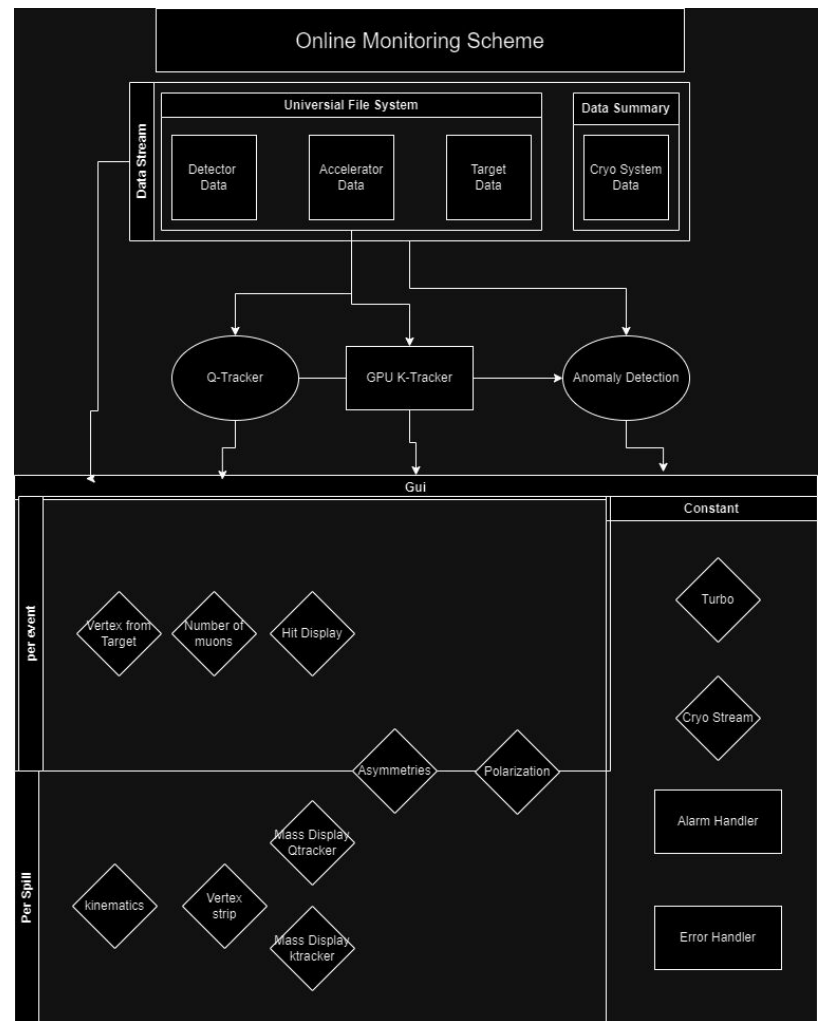 Online Monitoring Scheme
Data Stream
Universial File System
Data Summary
Detector
Data
Accelerator
Data
Target
Data
Cryo System
Data
Q-Tracker
GPU K-Tracker
Anomaly Detection
Gui
per event
Constant
Vertex from
Target
Number of
muons
Hit Display
Turbo
Cryo Stream
Asymmetries
Polarization
Per Spill
Mass Display
Qtracker
kinematics
Vertex
strip
Mass Display
ktracker
Alarm Handler
Error Handler